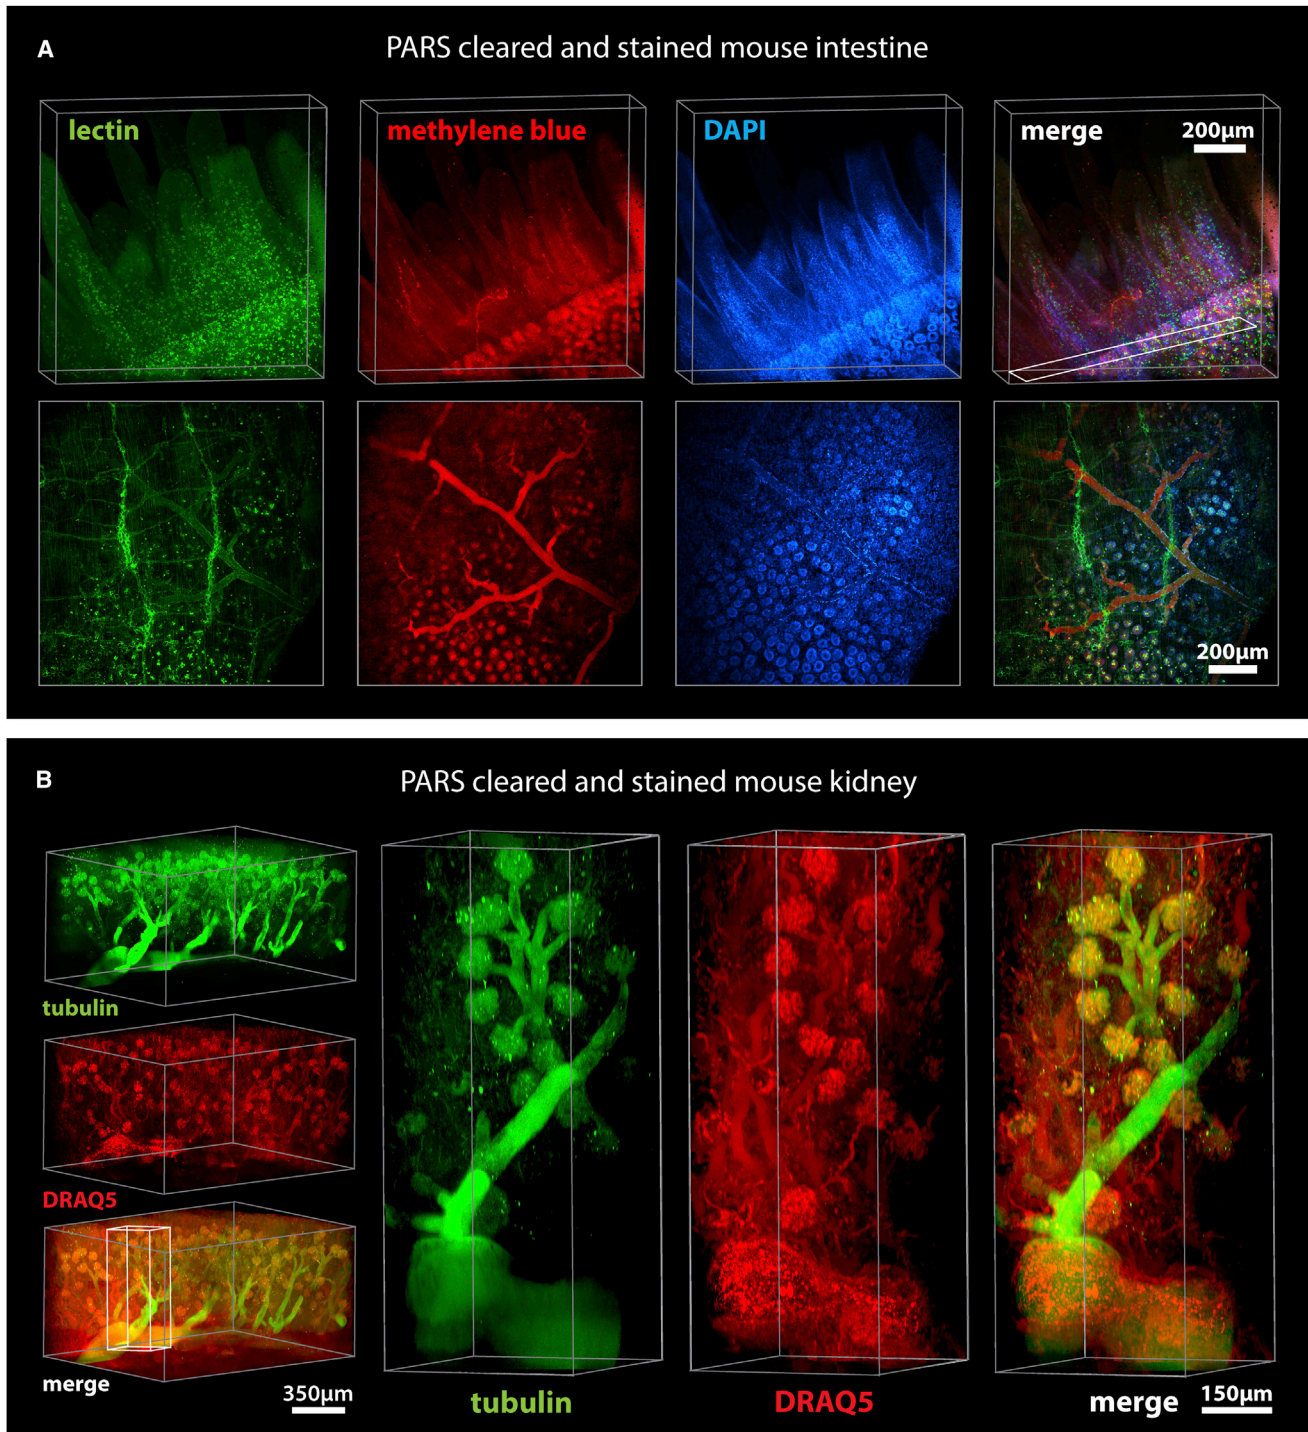 A
PARS cleared and stained mouse intestine
lectin
methylene blue
DAPI
merge
200µm
200µm
B
PARS cleared and stained mouse kidney
tubulin
DRAQ5
merge
350µm
tubulin
DRAQ5
merge
150µm